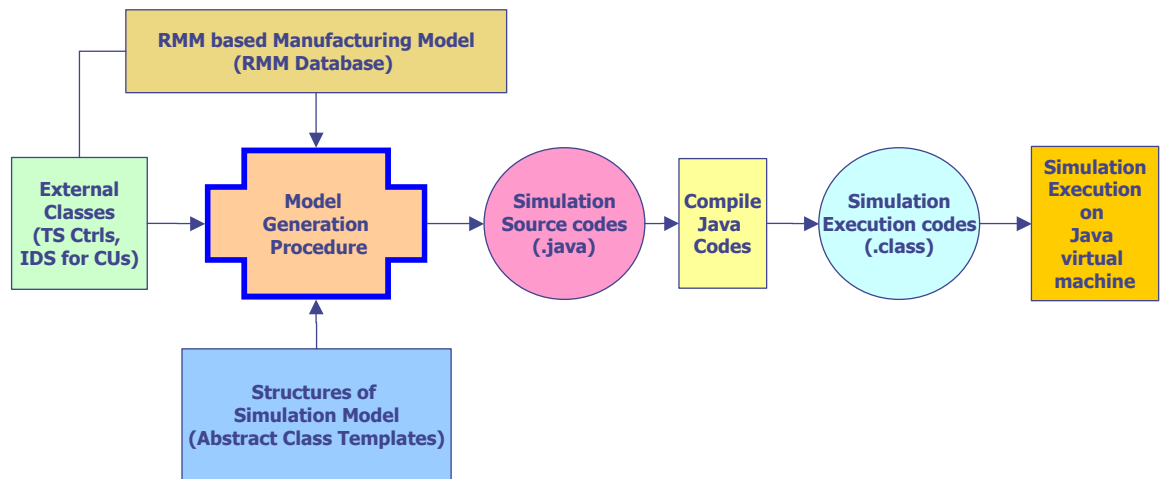 RMM based Manufacturing Model
(RMM Database)
External
Classes
(TS Ctrls,
IDS for CUs)
Model
Generation
Procedure
Simulation
Source codes
(.java)
Compile
Java
Codes
Simulation
Execution codes
(.class)
Simulation
Execution
on
Java
virtual
machine
Structures of
Simulation Model
(Abstract Class Templates)